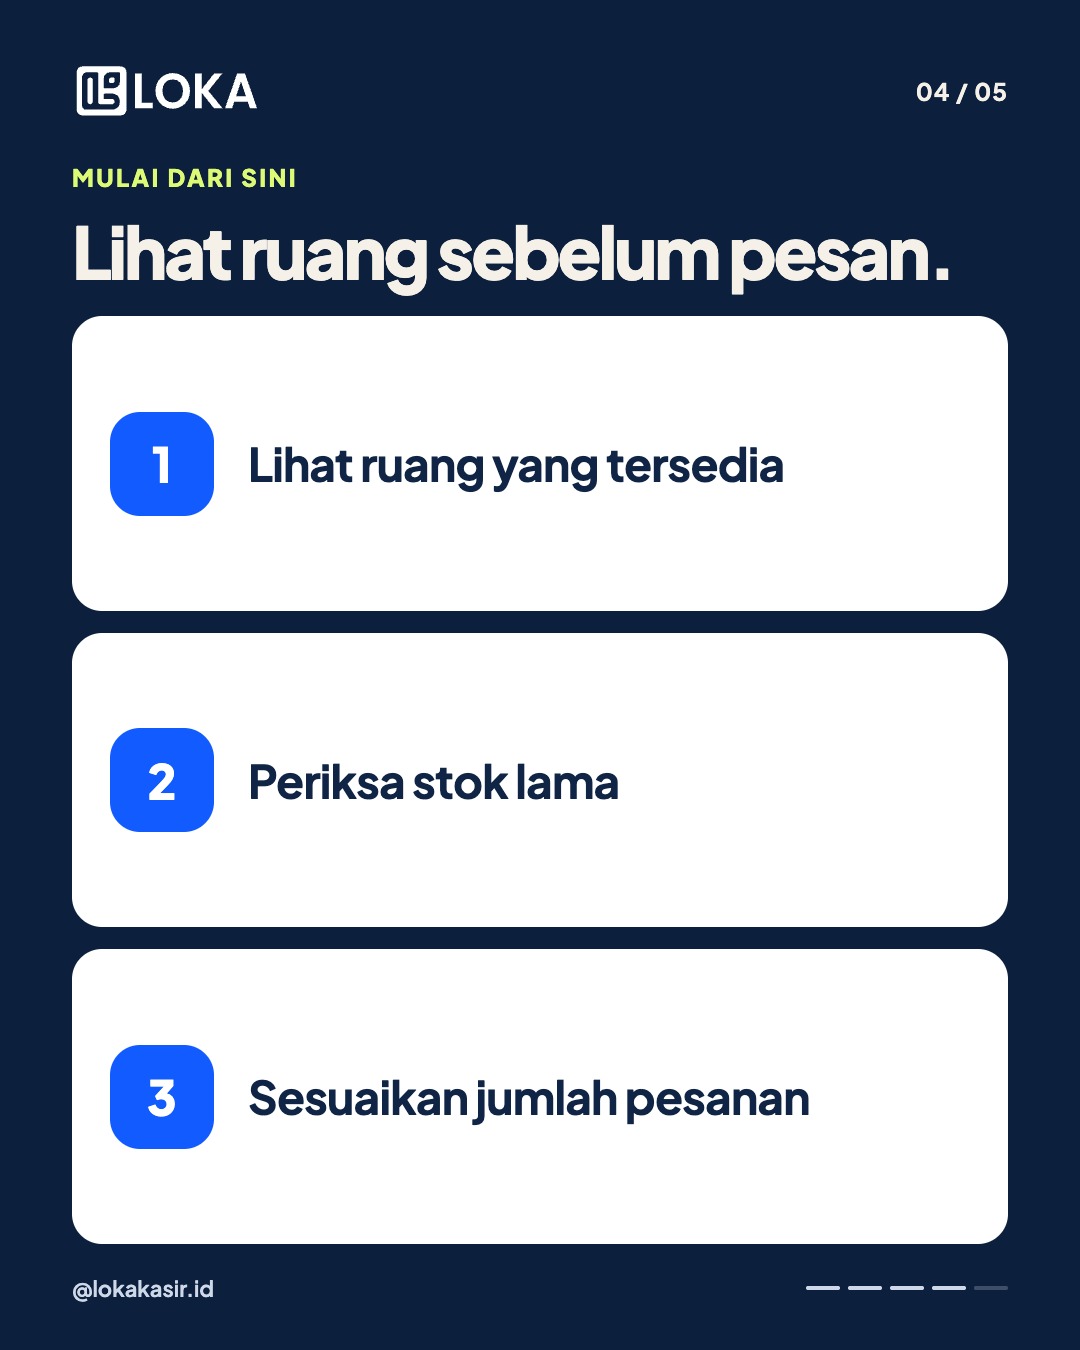 LOKA
04 / 05
MULAI DARI SINI
Lihat ruang sebelum pesan.
1
Lihat ruang yang tersedia
2
Periksa stok lama
3
Sesuaikan jumlah pesanan
@lokakasir.id